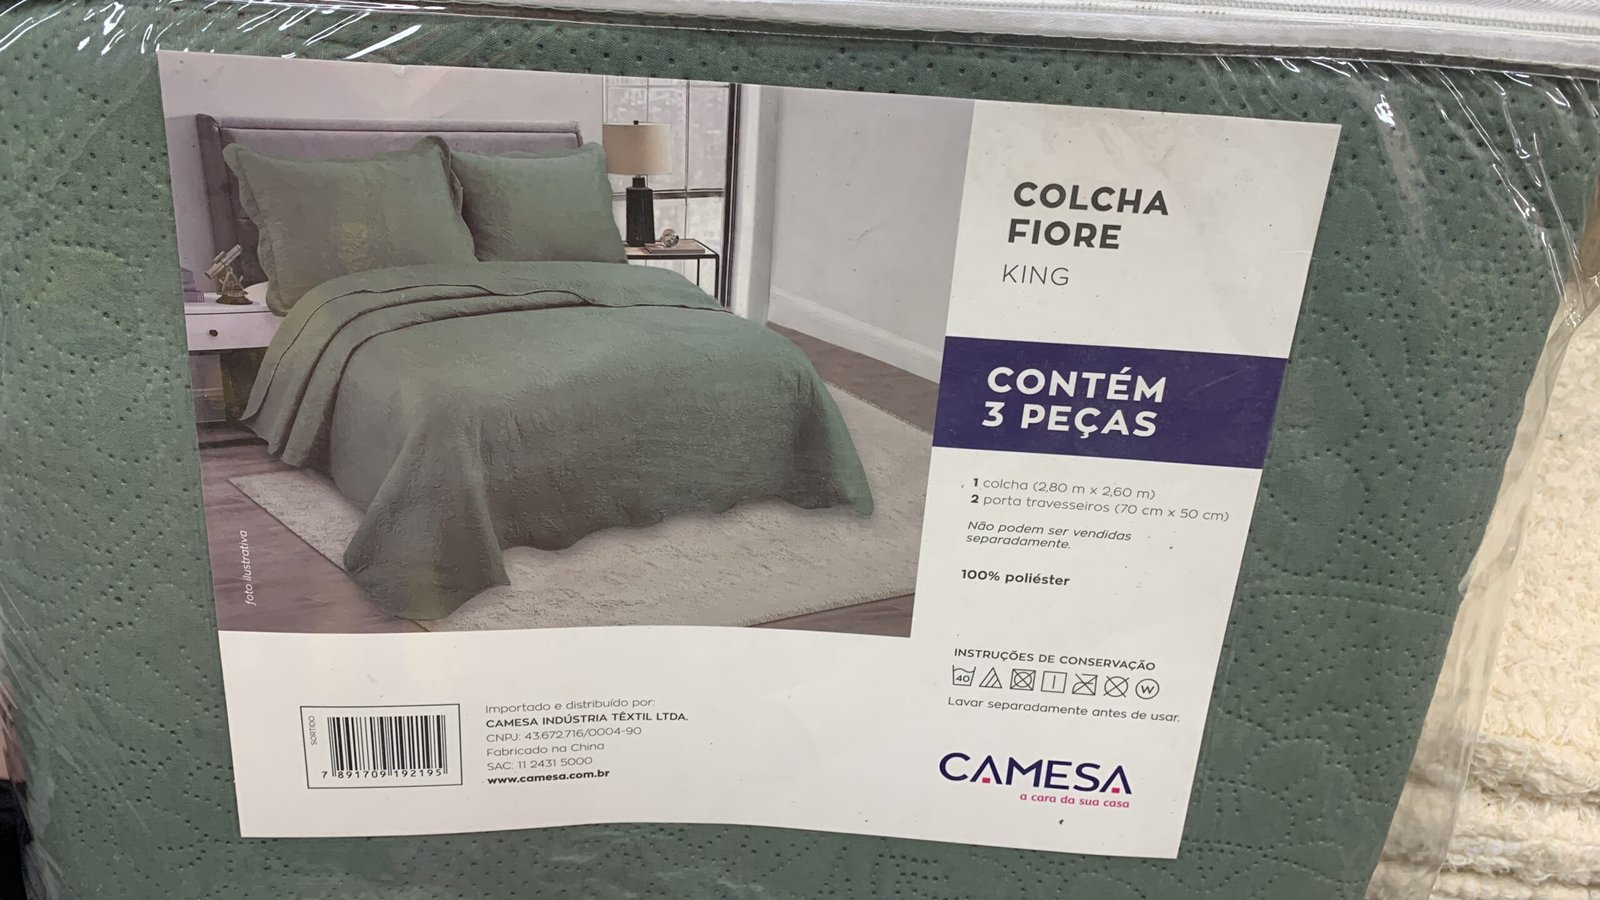 COLCHA
FIORE
KING
CONTÉM
3 PEÇAS
1 colcha (2,80 m x 2,60 m)
2 porta travesseiros (70 cm x 50 cm)
Não podem ser vendidas
separadamente.
100% poliéster
INSTRUÇÕES DE CONSERVAÇÃO
40 W
Lavar separadamente antes de usar.
CAMESA
a cara da sua casa
foto ilustrativa
SORTIDO
7 891709 192195
Importado e distribuído por:
CAMESA INDÚSTRIA TÊXTIL LTDA.
CNPJ: 43.672.716/0004-90
Fabricado na China
SAC: 11 2431 5000
www.camesa.com.br